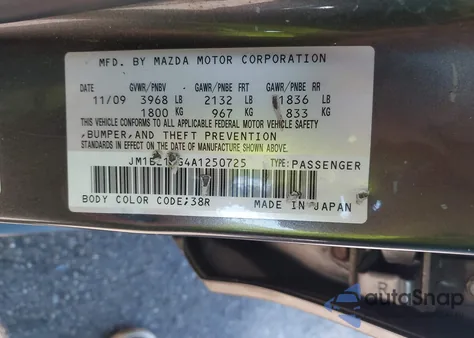 MFD. BY MAZDA MOTOR CORPORATION
GVWR/PNBV GAWR/PNBE FRT GAWR/PNBE RR
11/09 3968 LB 2132 LB 1836 LB
1800 KG 967 KG 833 KG
THIS VEHICLE CONFORMS TO ALL APPLICABLE FEDERAL MOTOR VEHICLE SAFETY
,BUMPER,AND THEFT PREVENTION
STANDARDS IN EFFECT ON THE DATE OF MANUFACTURE SHOWN ABOVE.
TYPE:PASSENGER
BODY COLOR CODE;38R MADE IN JAPAN
R
autoSnap